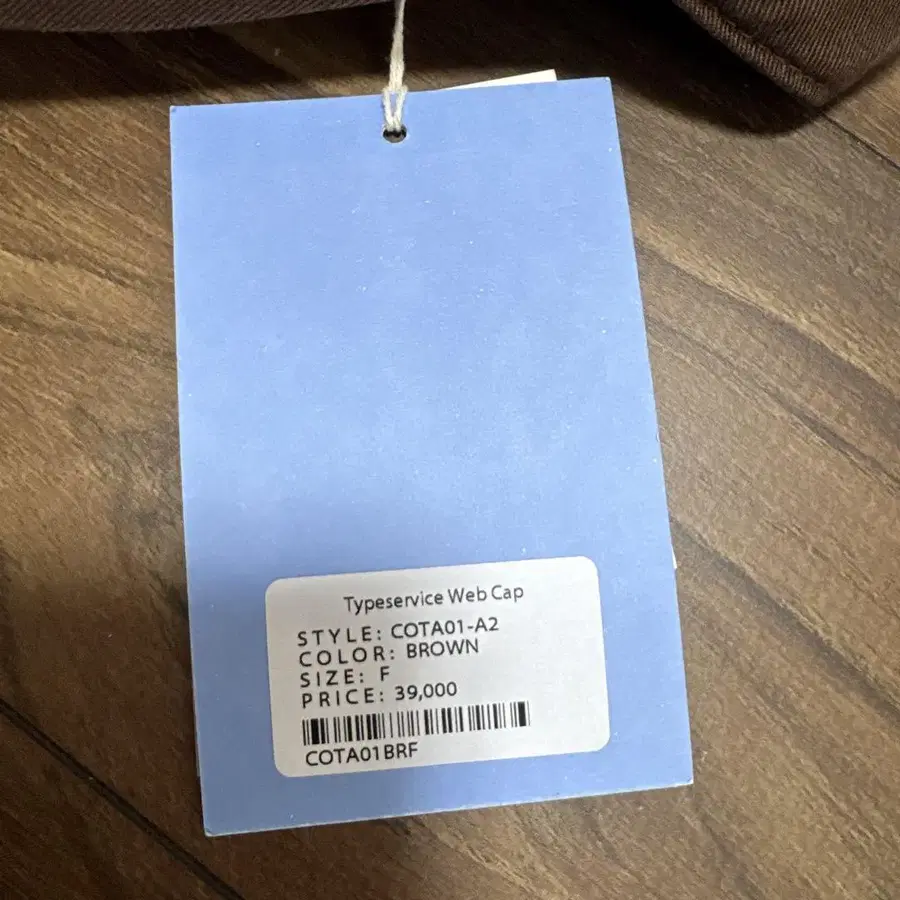 Typeservice Web Cap
STYLE: COTA01-A2
COLOR: BROWN
SIZE: F
PRICE: 39,000
COTA01BRF